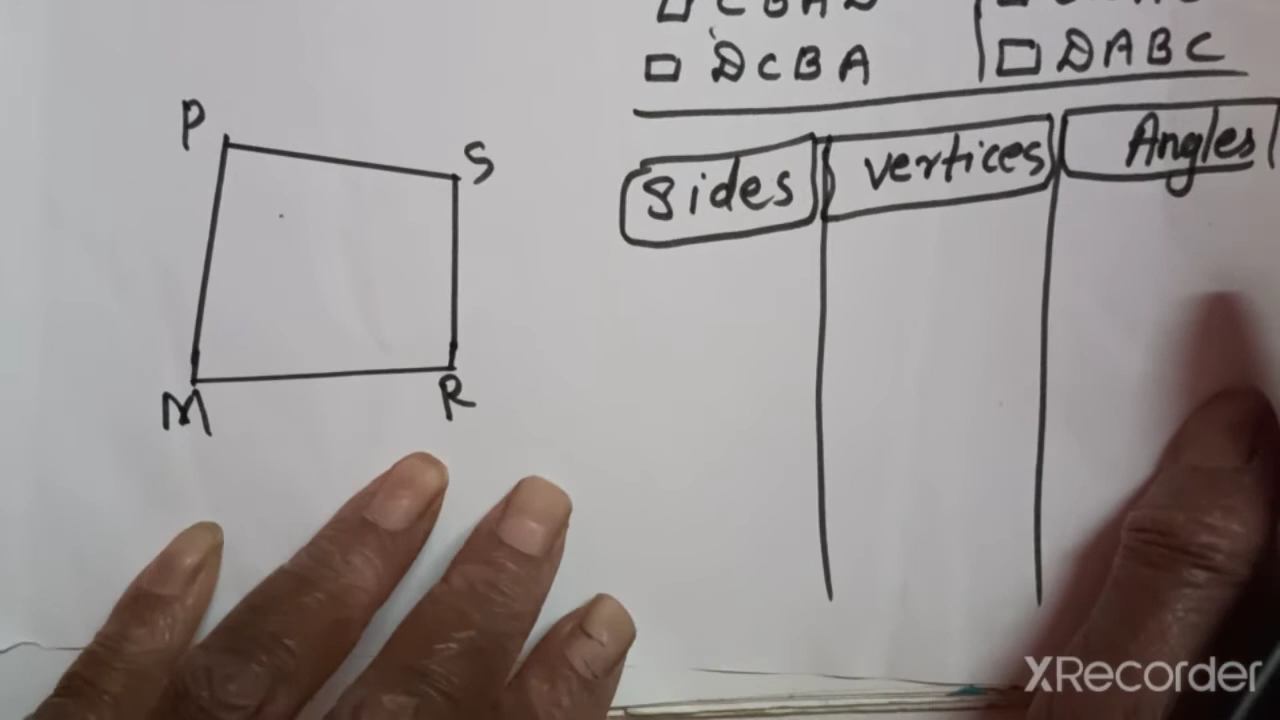 □ DCBA □ DABC
P
S
M
R
Sides Vertices Angles
XRecorder